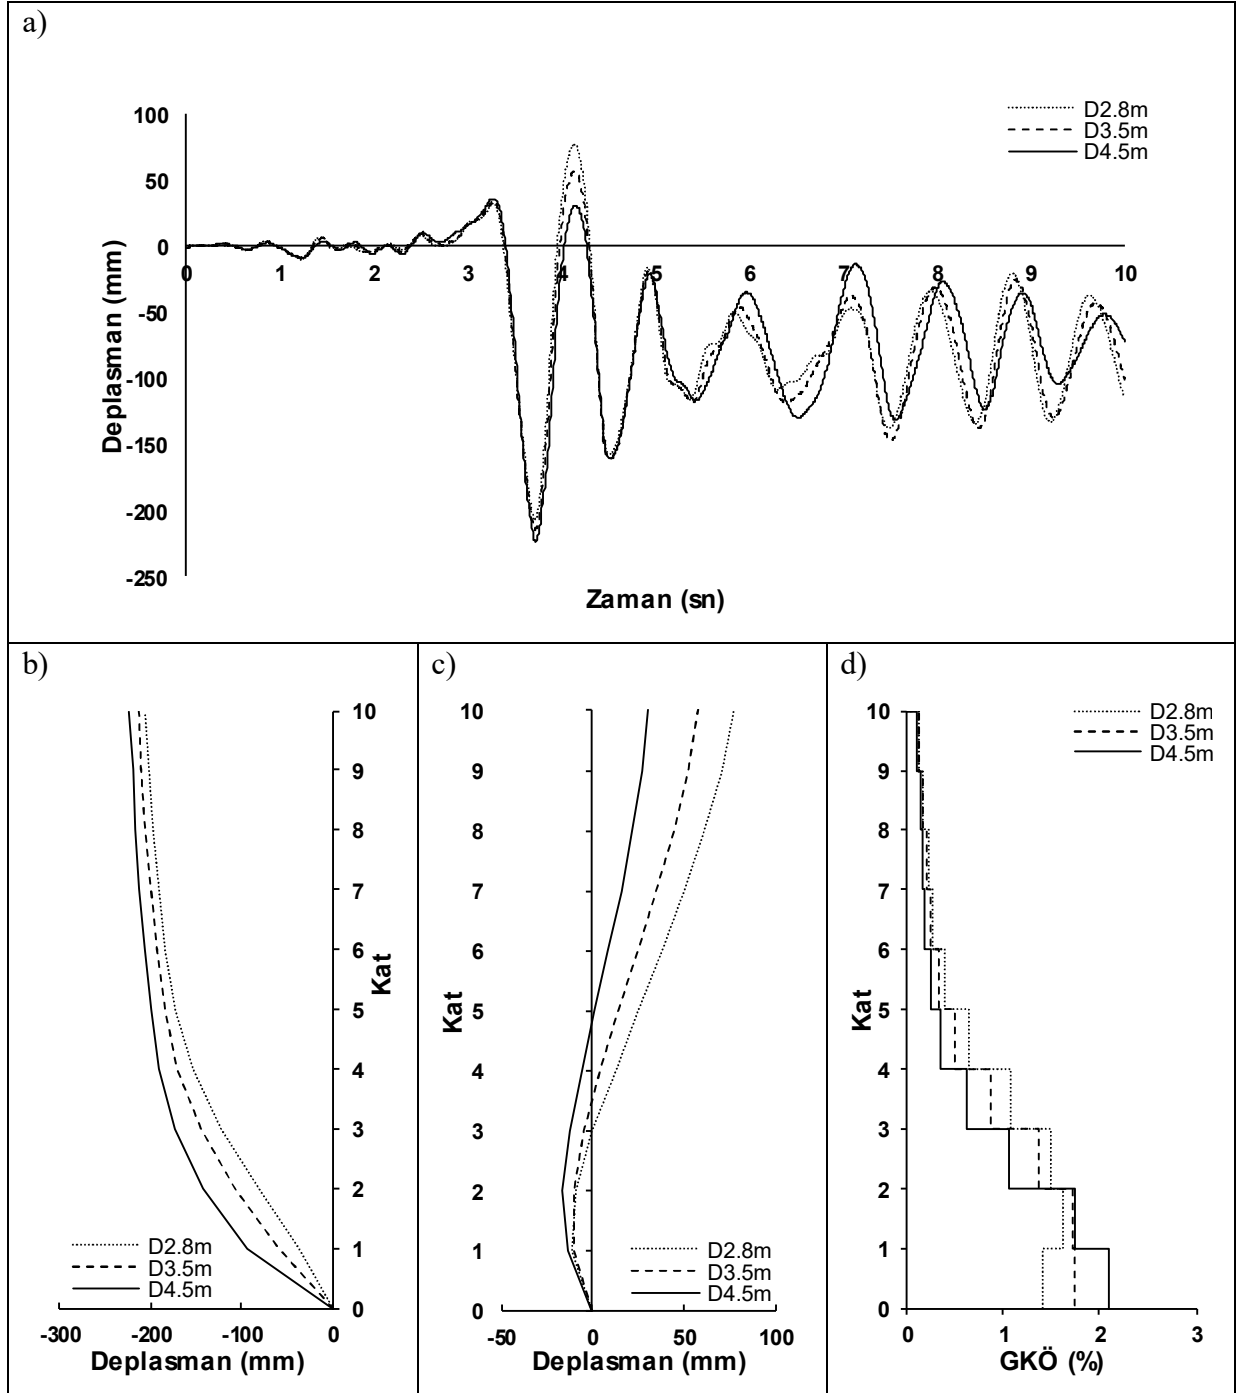 a)
100
50
0
-50
-100
-150
-200
-250
Deplasman (mm)
0 1 2 3 4 5 6 7 8 9 10
Zaman (sn)
D2.8m
D3.5m
D4.5m
b)
10
9
8
7
6
5
4
3
2
1
0
Kat
D2.8m
D3.5m
D4.5m
-300 -200 -100 0
Deplasman (mm)
c)
10
9
8
7
6
5
4
3
2
1
0
Kat
D2.8m
D3.5m
D4.5m
-50 0 50 100
Deplasman (mm)
d)
D2.8m
D3.5m
D4.5m
10
9
8
7
6
5
4
3
2
1
0
Kat
0 1 2 3
GKÖ (%)